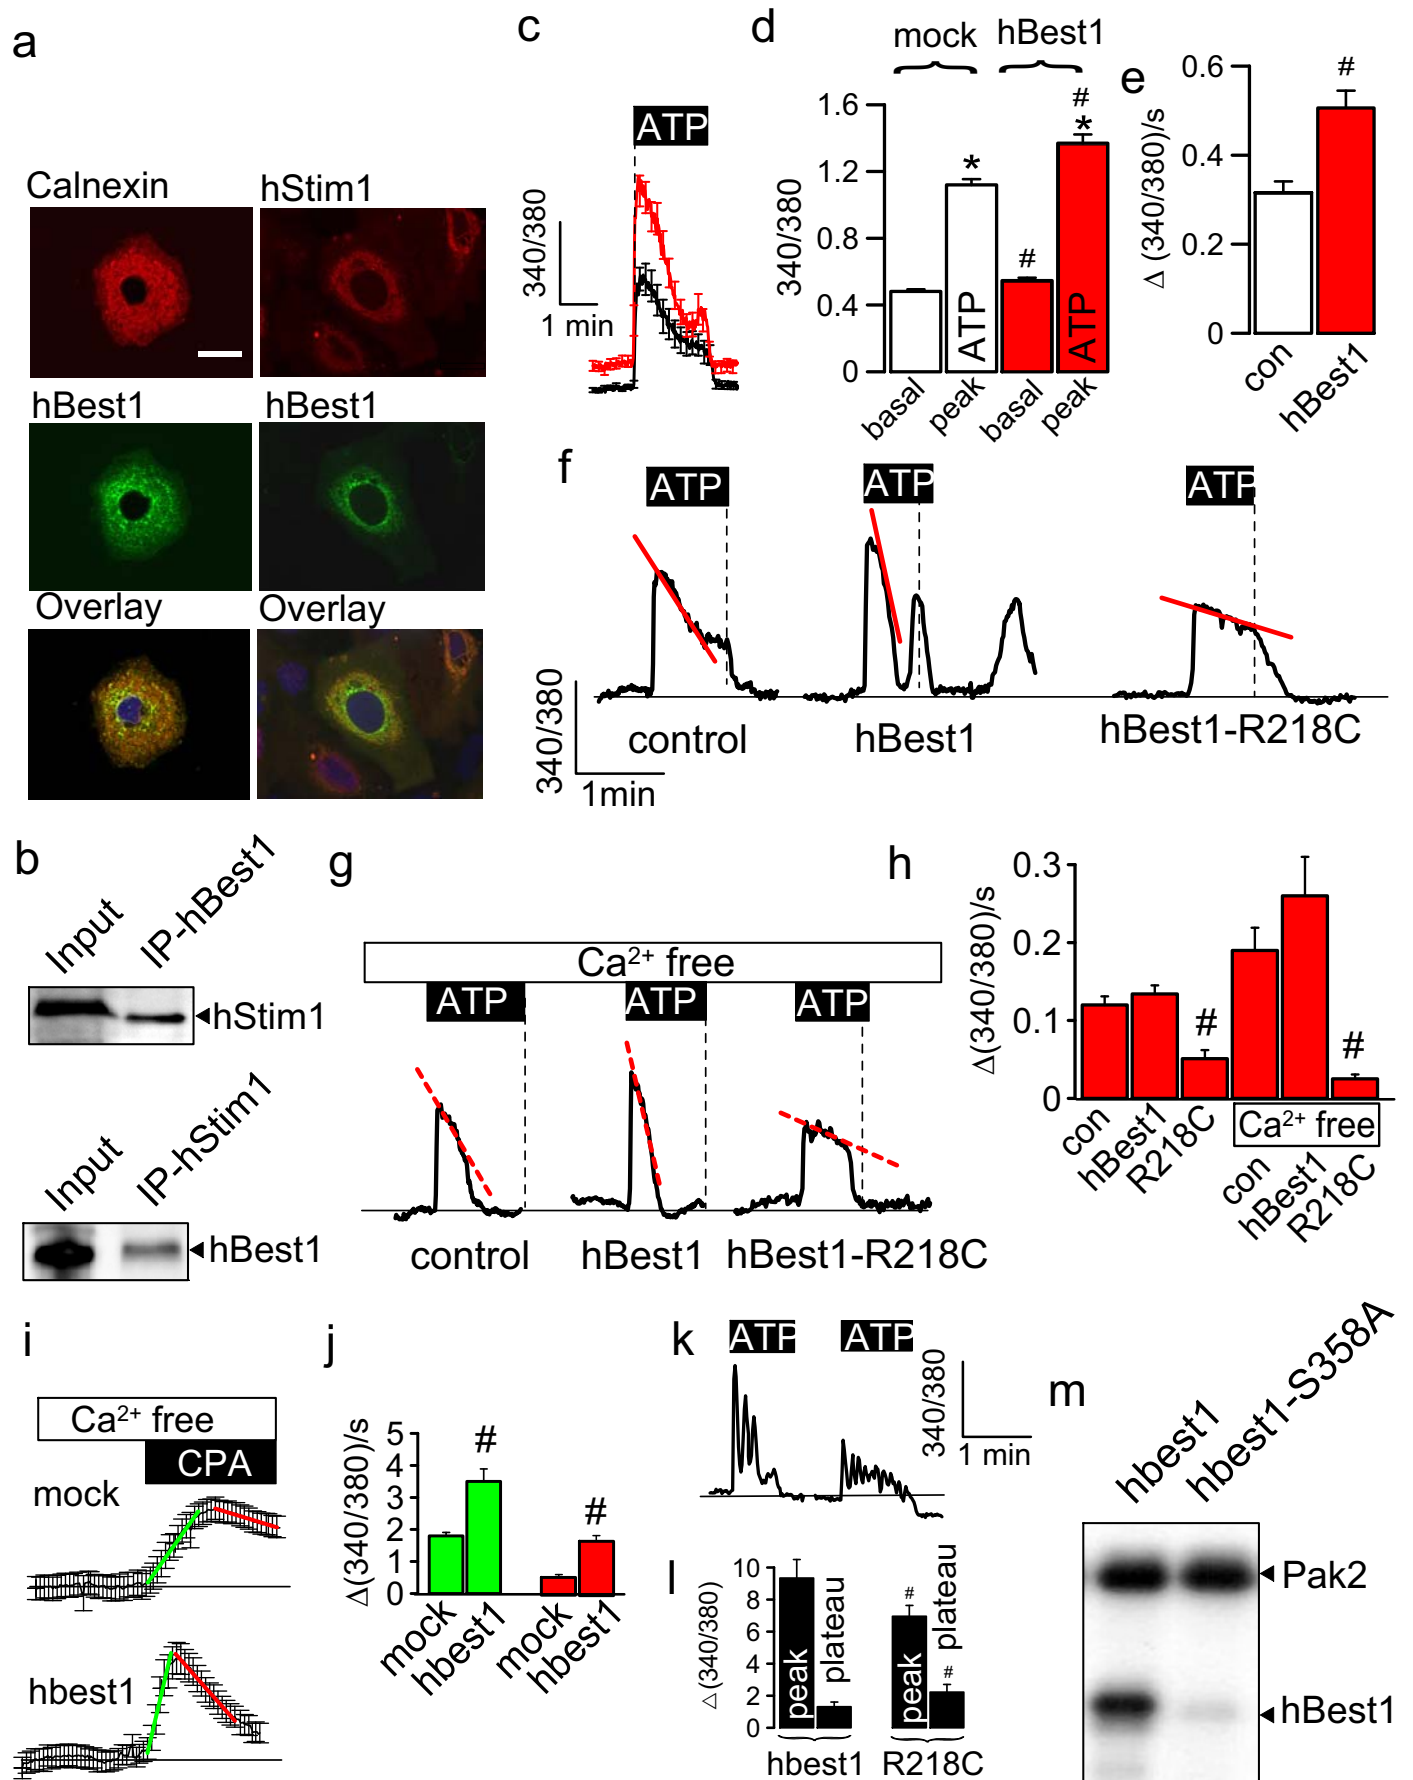 a
Calnexin
hStim1
hBest1
hBest1
Overlay
Overlay
b
Input
IP-hBest1
hStim1
Input
IP-hStim1
hBest1
c
ATP
340/380
1 min
d
mock
hBest1
340/380
1.6
1.2
0.8
0.4
0
*
#
#
*
ATP
ATP
basal
peak
basal
peak
e
Δ (340/380)/s
0.6
0.4
0.2
0
#
con
hBest1
f
ATP
ATP
ATP
340/380
1min
control
hBest1
hBest1-R218C
g
Ca²⁺ free
ATP
ATP
ATP
control
hBest1
hBest1-R218C
h
Δ(340/380)/s
0.3
0.2
0.1
0
#
#
con
hBest1
R218C
Ca²⁺ free
con
hBest1
R218C
i
Ca²⁺ free
CPA
mock
hbest1
j
Δ(340/380)/s
5
4
3
2
1
0
#
#
mock
hbest1
mock
hbest1
k
ATP
ATP
340/380
1 min
l
Δ(340/380)
10
8
6
4
2
0
peak
plateau
#
peak
#
plateau
hbest1
R218C
m
hbest1
hbest1-S358A
Pak2
hBest1